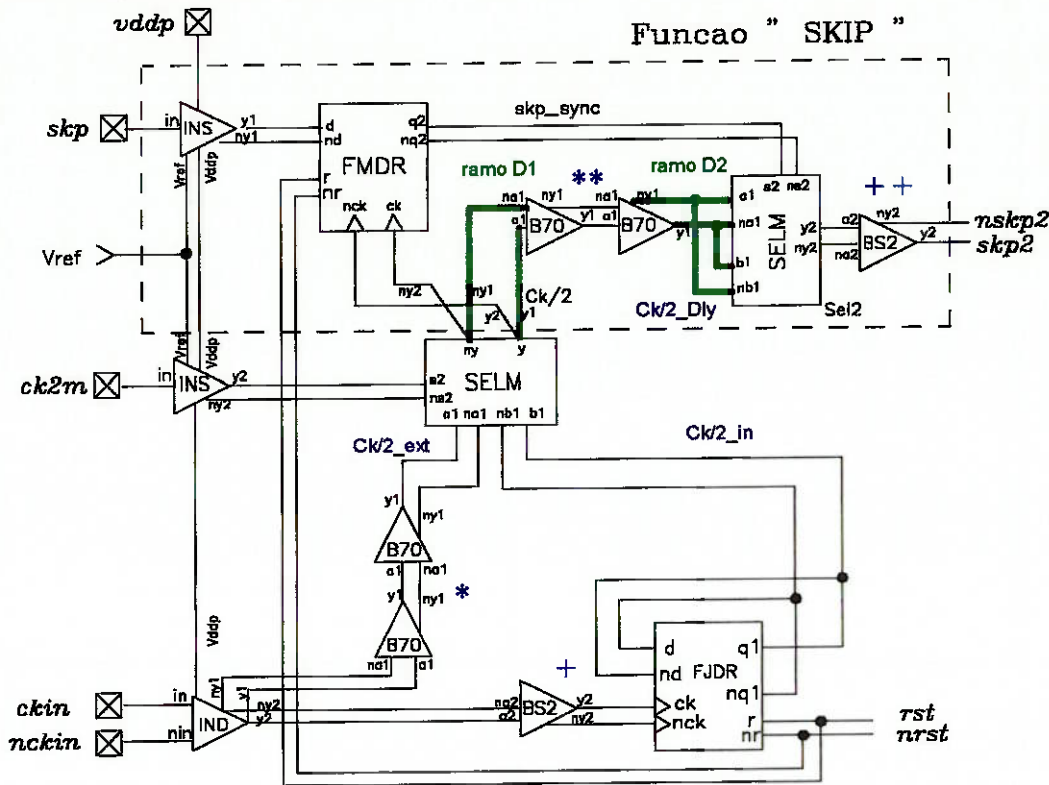 vddp
Funcao " SKIP "
skp
in
INS
y1
ny1
Vref
Vddp
d
nd
FMDR
r
nr
nck
ck
q2
nq2
skp_sync
ramo D1
**
ramo D2
na1
a1
B70
ny1
y1
na1
a1
B70
ny1
y1
s2
ns2
a1
na1
b1
nb1
SELM
y2
ny2
Sel2
++
a2
na2
BS2
ny2
y2
nskp2
skp2
Vref
ny2
ny1
y2
Ck/2
y1
Ck/2_Dly
Vref
Vddp
ck2m
in
INS
y2
ny2
ny
y
SELM
s2
ns2
a1
na1
nb1
b1
Ck/2_ext
Ck/2_in
y1
ny1
B70
a1
na1
y1
ny1
*
B70
na1
a1
Vddp
ckin
nckin
in
nin
IND
ny1
y1
ny2
y2
na2
a2
+
BS2
y2
ny2
d
nd
FJDR
ck
nck
q1
nq1
r
nr
rst
nrst